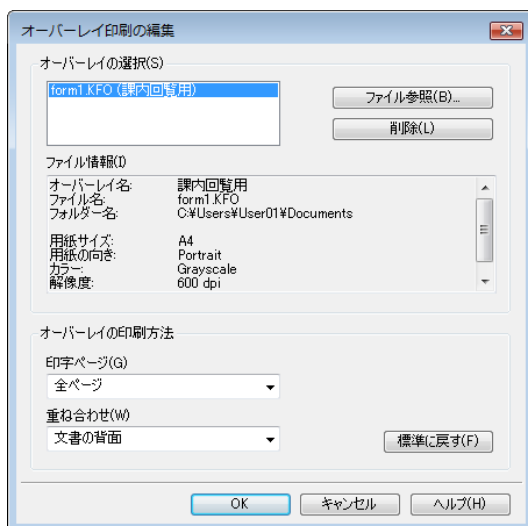 オーバーレイ印刷の編集
オーバーレイの選択(S)
form1.KFO (課内回覧用)
ファイル参照(B)...
削除(L)
ファイル情報(I)
オーバーレイ名: 課内回覧用
ファイル名: form1.KFO
フォルダー名: C:¥Users¥User01¥Documents
用紙サイズ: A4
用紙の向き: Portrait
カラー: Grayscale
解像度: 600 dpi
オーバーレイの印刷方法
印字ページ(G)
全ページ
重ね合わせ(W)
文書の背面
標準に戻す(F)
OK キャンセル ヘルプ(H)